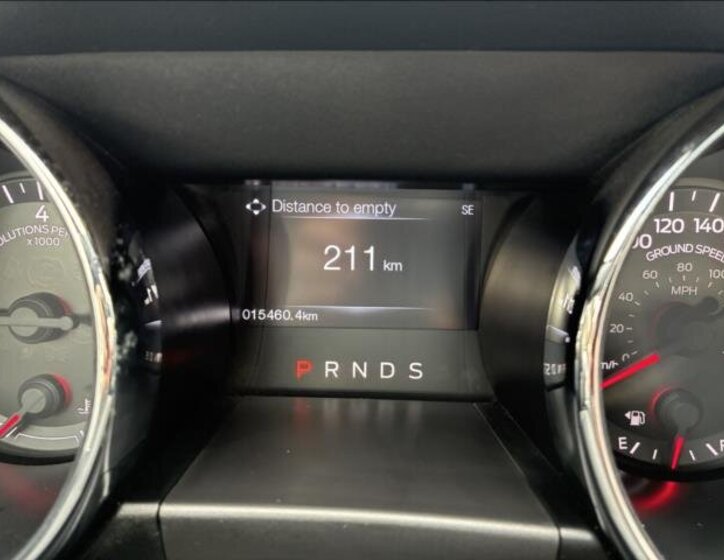 Distance to empty
SE
211 km
015460.4km
P R N D S
4
x1000
120 140
GROUND SPEED
60 80 100
MPH
40
20
0
E